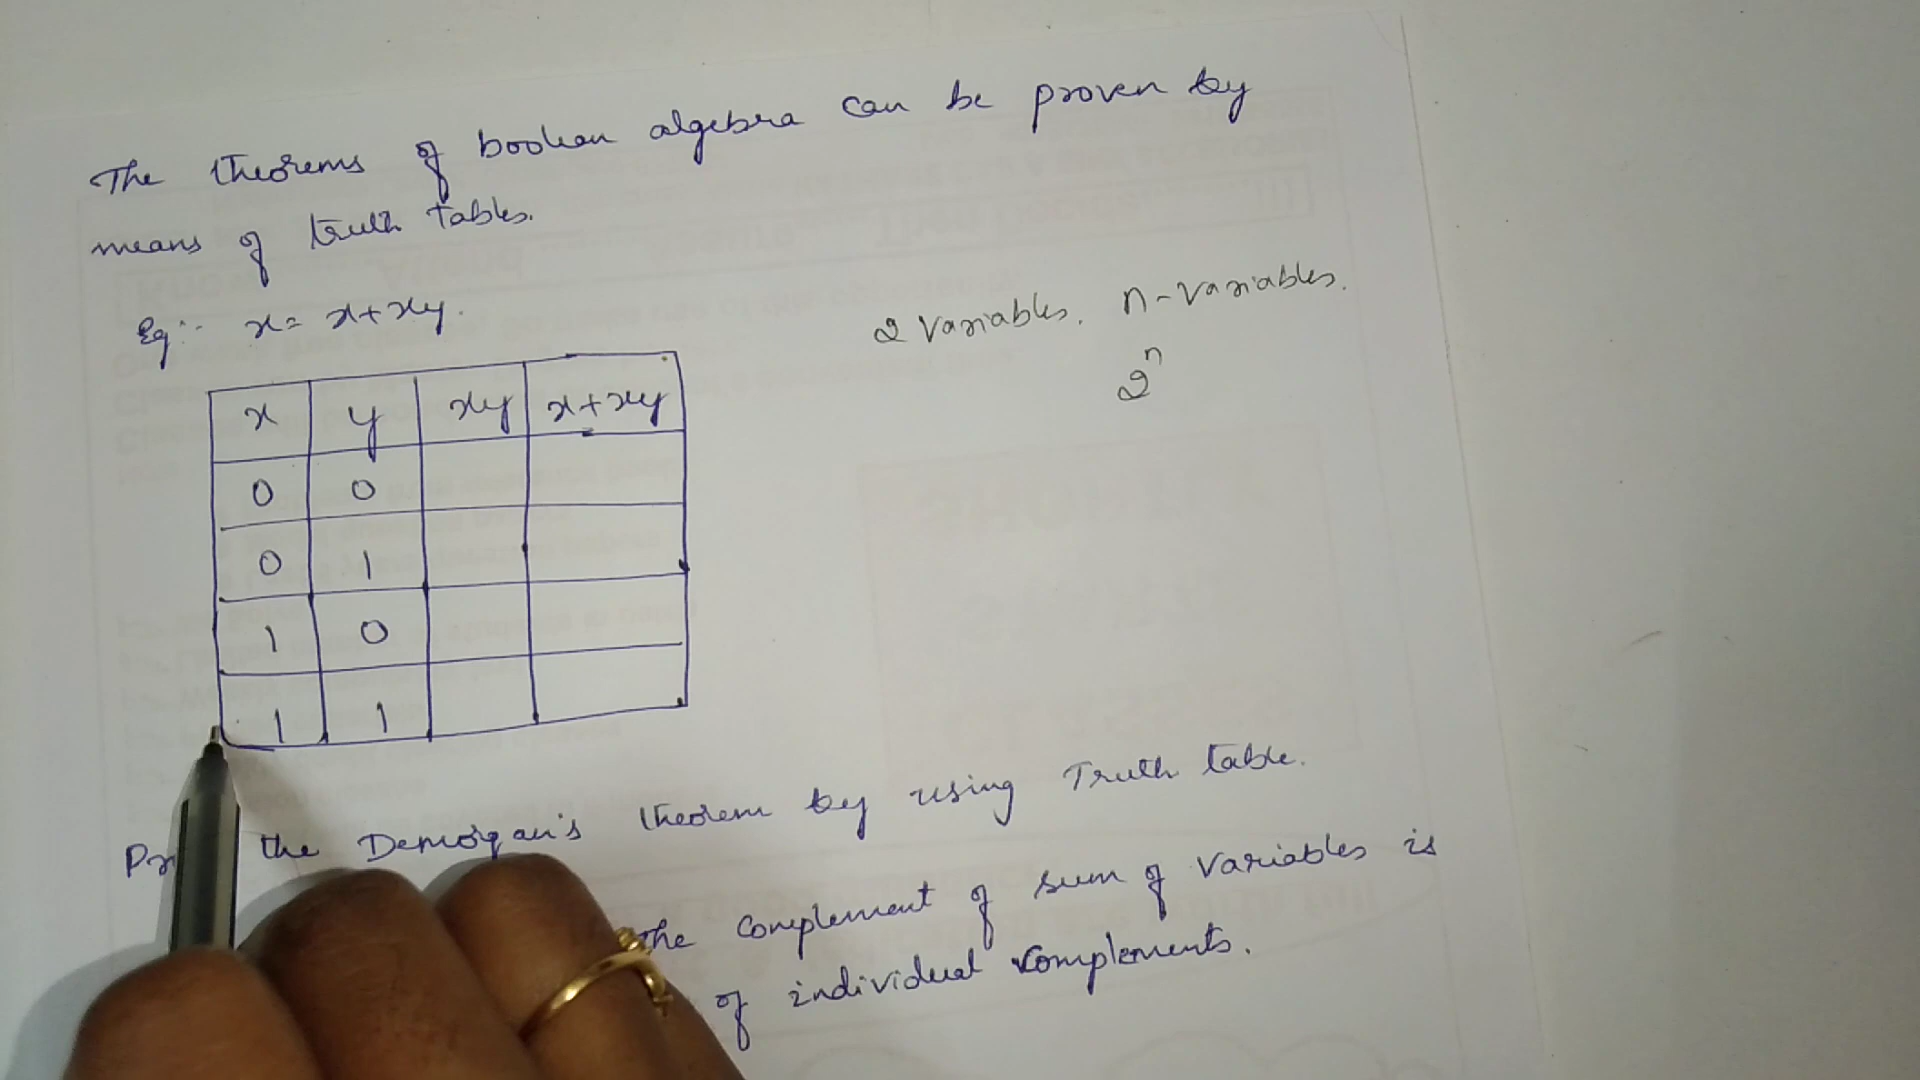 The theorems of boolean algebra can be proven by
means of truth tables.
Eg:- x = x+xy.
2 variables. n-variables.
2^n
x y xy x+xy
0 0
0 1
1 0
1 1
the Demorgan's theorem by using Truth table.
The complement of sum of variables is
of individual complements.